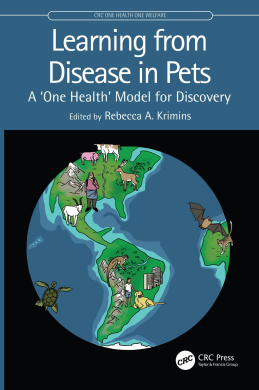 CRC ONE HEALTH ONE WELFARE
Learning from
Disease in Pets
A 'One Health' Model for Discovery
Edited by Rebecca A. Krimins
CRC
CRC Press
Taylor & Francis Group